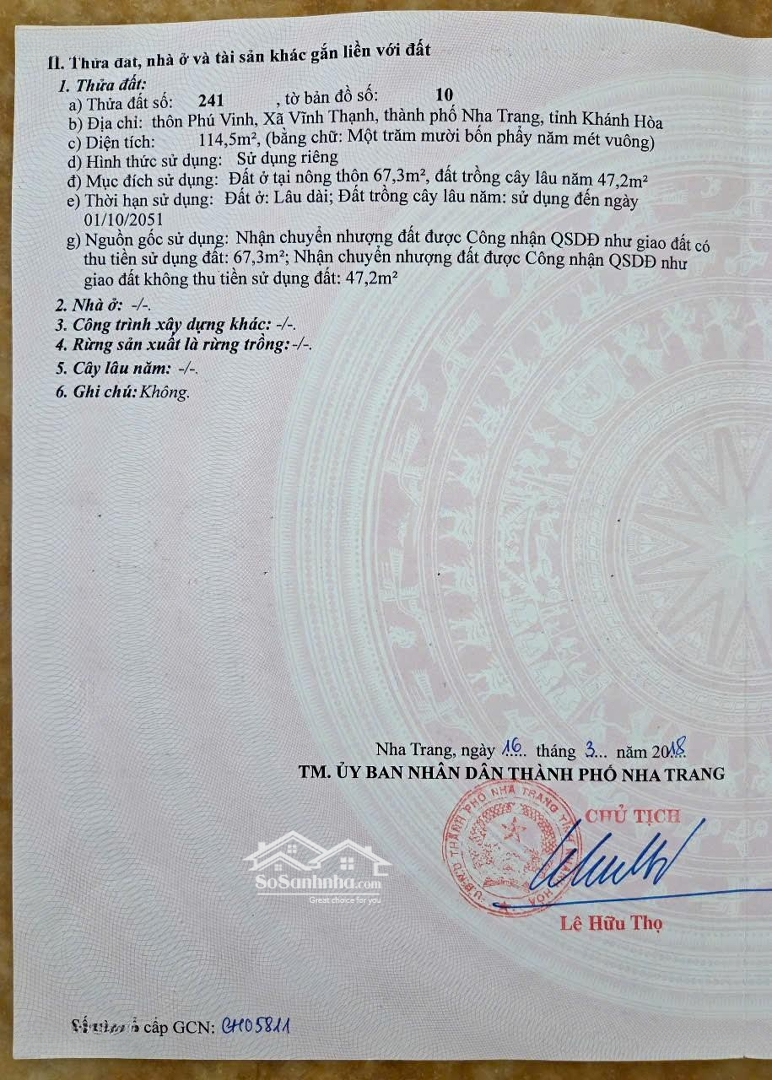 II. Thửa đất, nhà ở và tài sản khác gắn liền với đất
1. Thửa đất:
a) Thửa đất số: 241 , tờ bản đồ số: 10
b) Địa chỉ: thôn Phú Vinh, Xã Vĩnh Thạnh, thành phố Nha Trang, tỉnh Khánh Hòa
c) Diện tích: 114,5m², (bằng chữ: Một trăm mười bốn phẩy năm mét vuông)
d) Hình thức sử dụng: Sử dụng riêng
đ) Mục đích sử dụng: Đất ở tại nông thôn 67,3m², đất trồng cây lâu năm 47,2m²
e) Thời hạn sử dụng: Đất ở: Lâu dài; Đất trồng cây lâu năm: sử dụng đến ngày
01/10/2051
g) Nguồn gốc sử dụng: Nhận chuyển nhượng đất được Công nhận QSDĐ như giao đất có
thu tiền sử dụng đất: 67,3m²; Nhận chuyển nhượng đất được Công nhận QSDĐ như
giao đất không thu tiền sử dụng đất: 47,2m²
2. Nhà ở: -/-.
3. Công trình xây dựng khác: -/-.
4. Rừng sản xuất là rừng trồng: -/-.
5. Cây lâu năm: -/-.
6. Ghi chú: Không.
Nha Trang, ngày 16 tháng 3 năm 2018
TM. ỦY BAN NHÂN DÂN THÀNH PHỐ NHA TRANG
CHỦ TỊCH
U.B.N.D THÀNH PHỐ NHA TRANG
Lê Hữu Thọ
SoSanhnha.com
Great choice for you
cấp GCN: CH05811